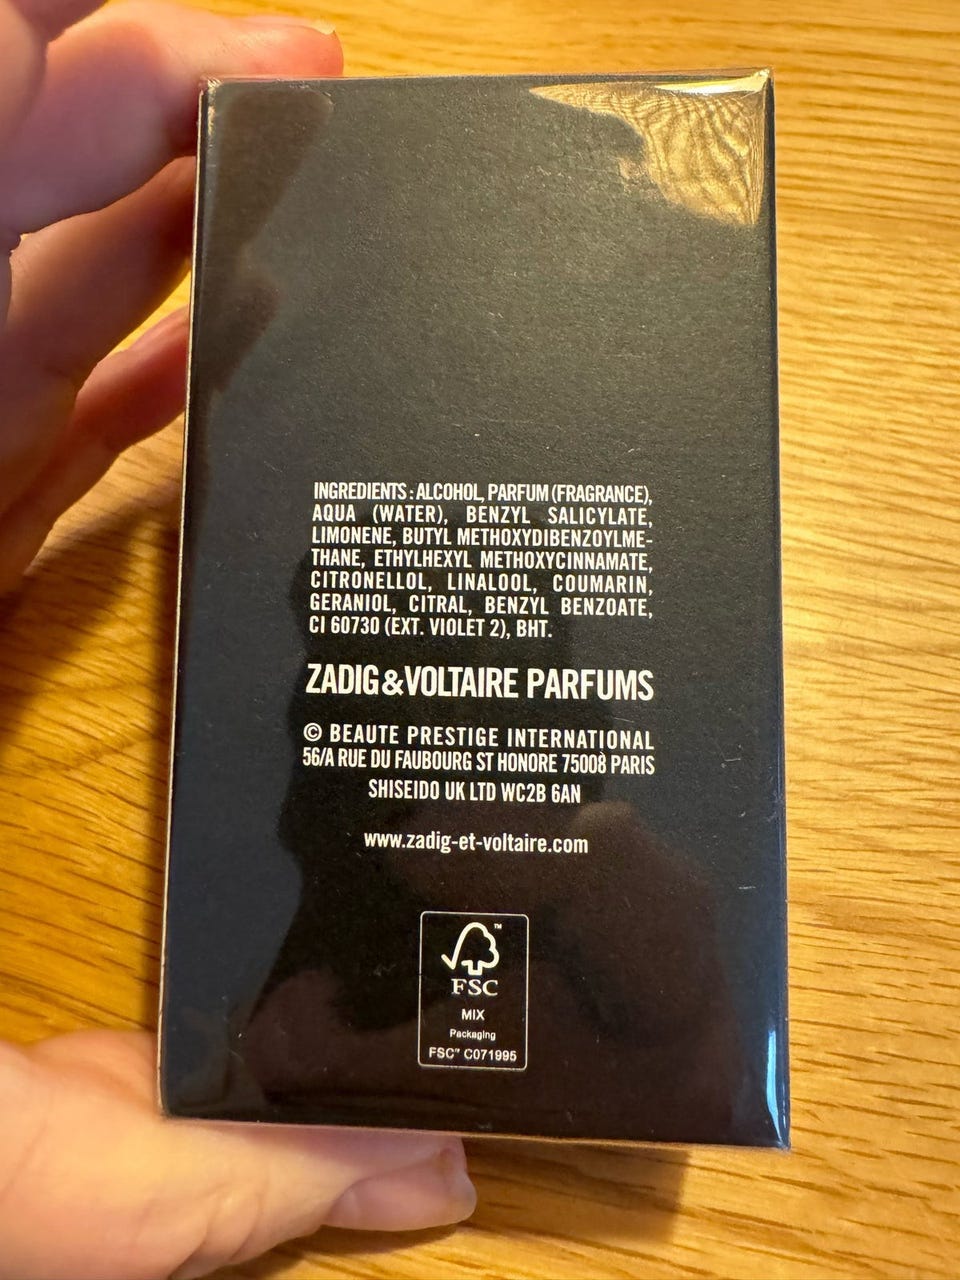 INGREDIENTS : ALCOHOL, PARFUM (FRAGRANCE),
AQUA (WATER), BENZYL SALICYLATE,
LIMONENE, BUTYL METHOXYDIBENZOYLME-
THANE, ETHYLHEXYL METHOXYCINNAMATE,
CITRONELLOL, LINALOOL, COUMARIN,
GERANIOL, CITRAL, BENZYL BENZOATE,
CI 60730 (EXT. VIOLET 2), BHT.
ZADIG&VOLTAIRE PARFUMS
© BEAUTE PRESTIGE INTERNATIONAL
56/A RUE DU FAUBOURG ST HONORE 75008 PARIS
SHISEIDO UK LTD WC2B 6AN
www.zadig-et-voltaire.com
™
FSC
MIX
Packaging
FSC™ C071995